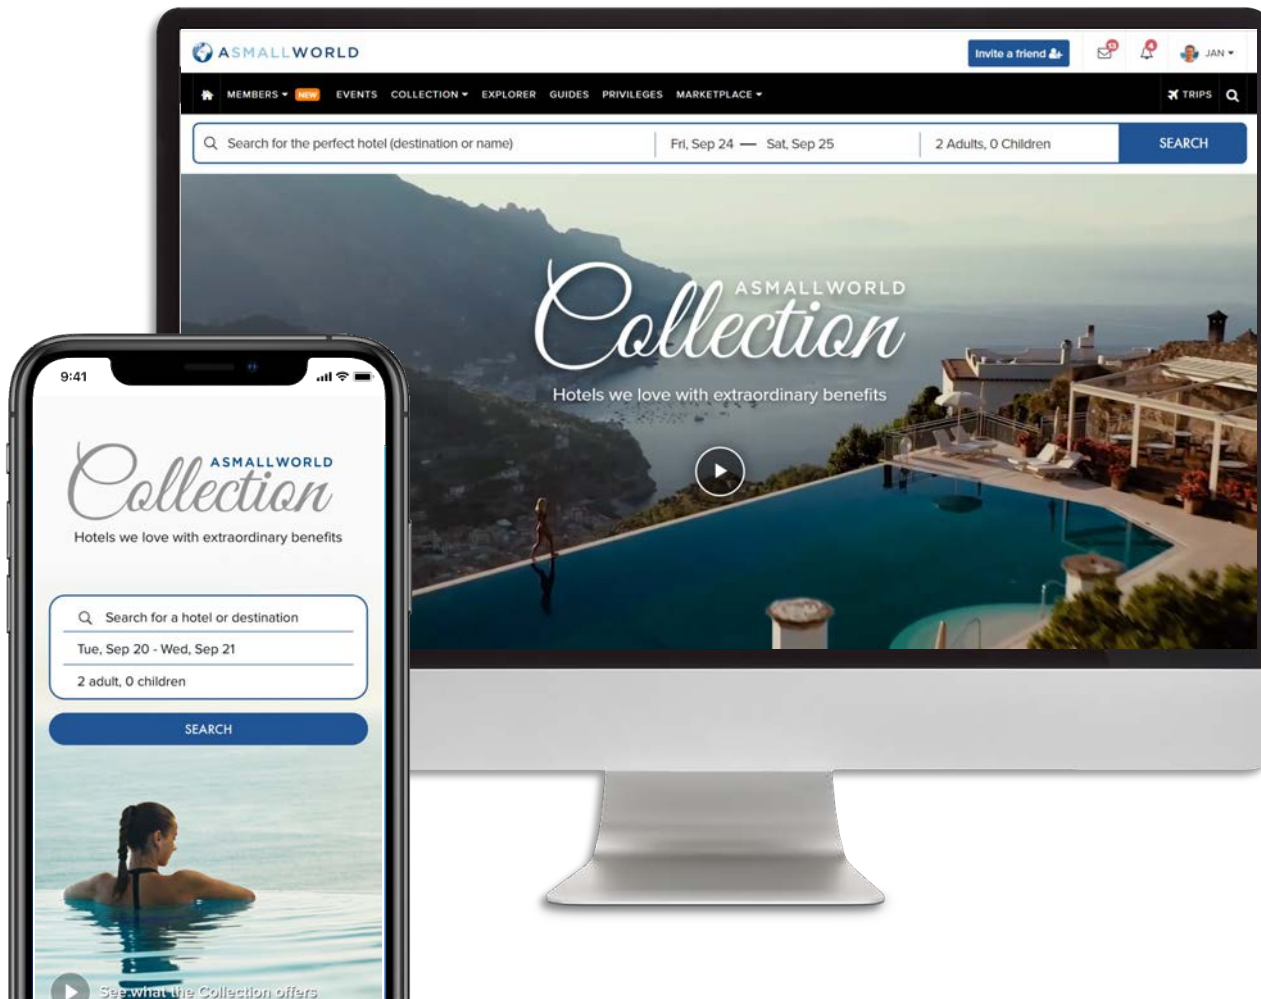 ASMALLWORLD
Invite a friend
13
4
JAN
MEMBERS NEW EVENTS COLLECTION EXPLORER GUIDES PRIVILEGES MARKETPLACE TRIPS
Search for the perfect hotel (destination or name) Fri, Sep 24 — Sat, Sep 25 2 Adults, 0 Children SEARCH
ASMALLWORLD
Collection
Hotels we love with extraordinary benefits
9:41
ASMALLWORLD
Collection
Hotels we love with extraordinary benefits
Search for a hotel or destination
Tue, Sep 20 - Wed, Sep 21
2 adult, 0 children
SEARCH
See what the Collection offers